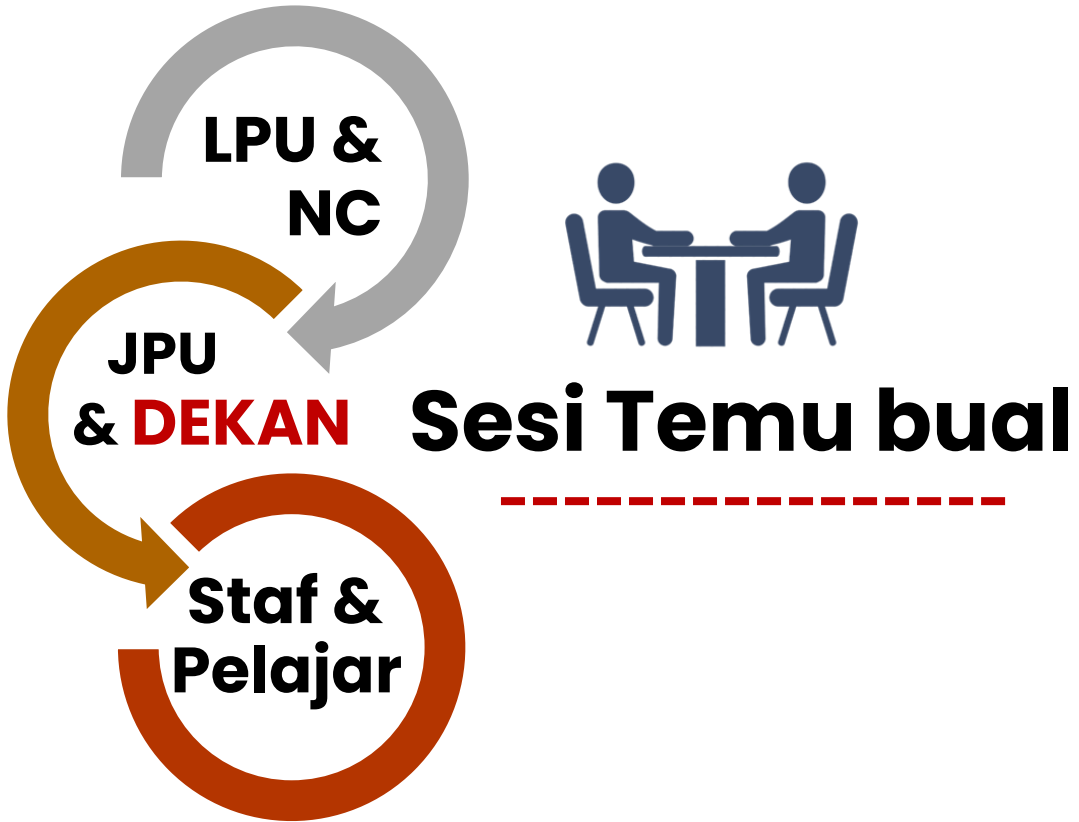 LPU &
NC
JPU
& DEKAN
Sesi Temu bual
Staf &
Pelajar